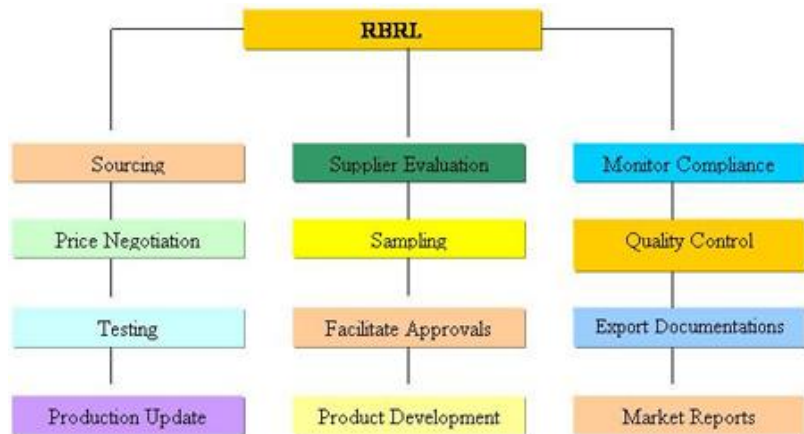 RBRL
Sourcing
Supplier Evaluation
Monitor Compliance
Price Negotiation
Sampling
Quality Control
Testing
Facilitate Approvals
Export Documentations
Production Update
Product Development
Market Reports